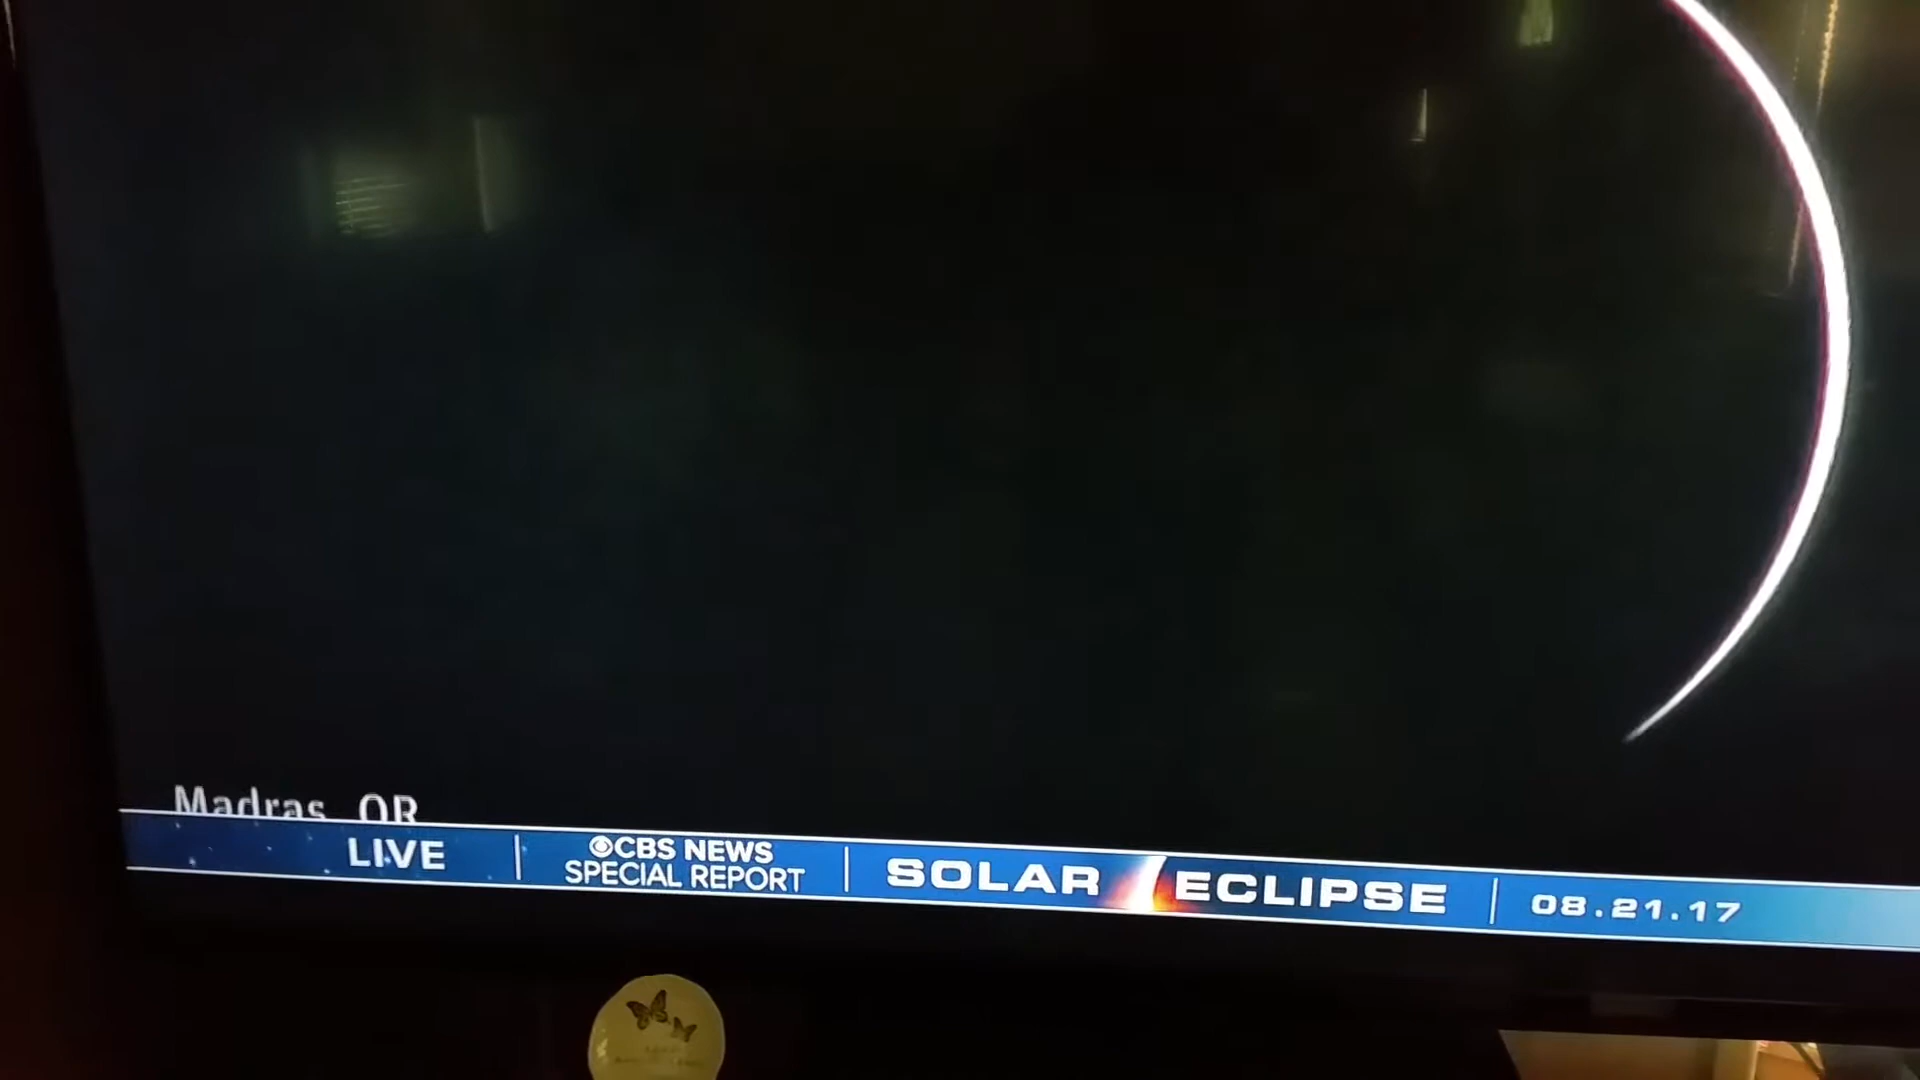 Madras, OR
LIVE
CBS NEWS
SPECIAL REPORT
SOLAR ECLIPSE
08.21.17